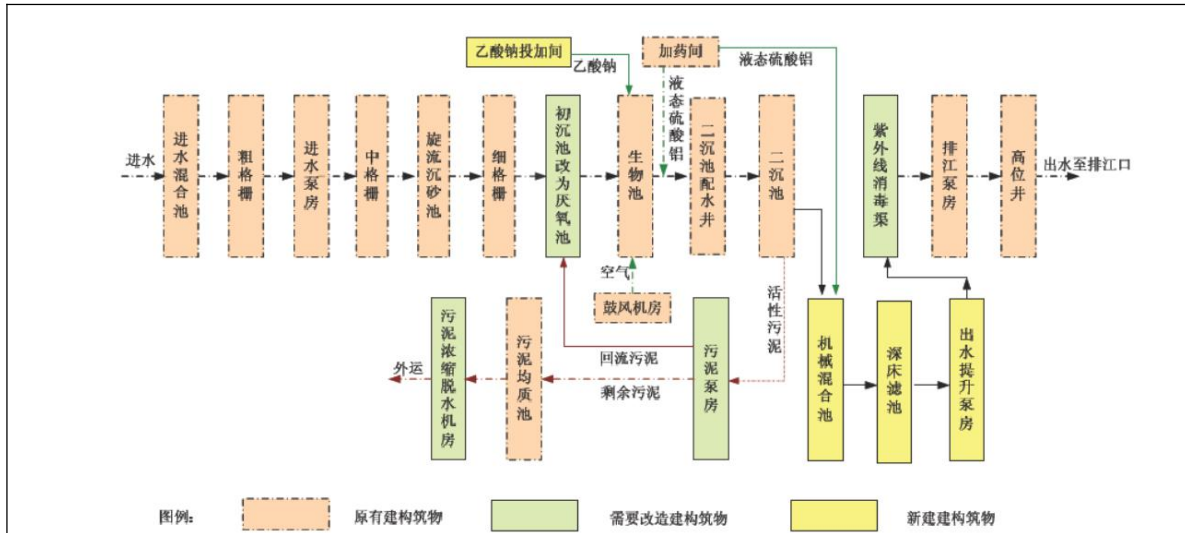 乙酸钠投加间
加药间
乙酸钠
液态硫酸铝
液态硫酸铝
进水
进水混合池
粗格栅
进水泵房
中格栅
旋流沉砂池
细格栅
初沉池改为厌氧池
生物池
二沉池配水井
二沉池
紫外线消毒渠
排江泵房
高位井
出水至排江口
空气
鼓风机房
活性污泥
外运
污泥浓缩脱水机房
污泥均质池
回流污泥
剩余污泥
污泥泵房
机械混合池
深床滤池
出水提升泵房
图例:
原有建构筑物
需要改造建构筑物
新建建构筑物